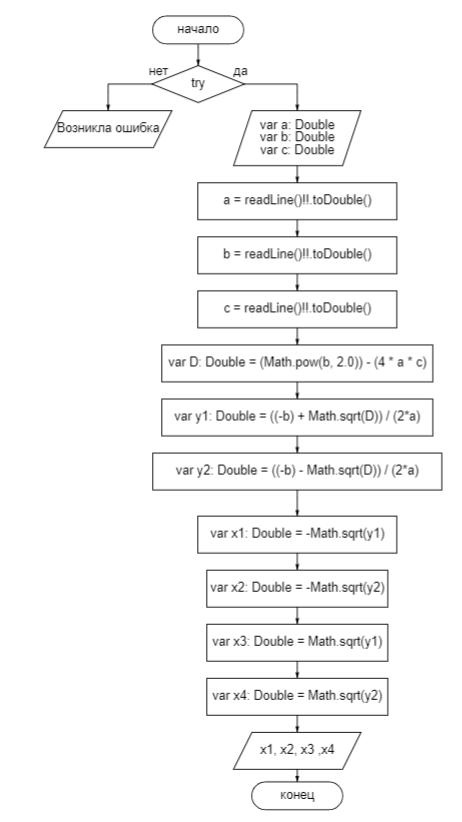 начало
нет
try
да
Возникла ошибка
var a: Double
var b: Double
var c: Double
a = readLine()!!.toDouble()
b = readLine()!!.toDouble()
c = readLine()!!.toDouble()
var D: Double = (Math.pow(b, 2.0)) - (4 * a * c)
var y1: Double = ((-b) + Math.sqrt(D)) / (2*a)
var y2: Double = ((-b) - Math.sqrt(D)) / (2*a)
var x1: Double = -Math.sqrt(y1)
var x2: Double = -Math.sqrt(y2)
var x3: Double = Math.sqrt(y1)
var x4: Double = Math.sqrt(y2)
x1, x2, x3 ,x4
конец